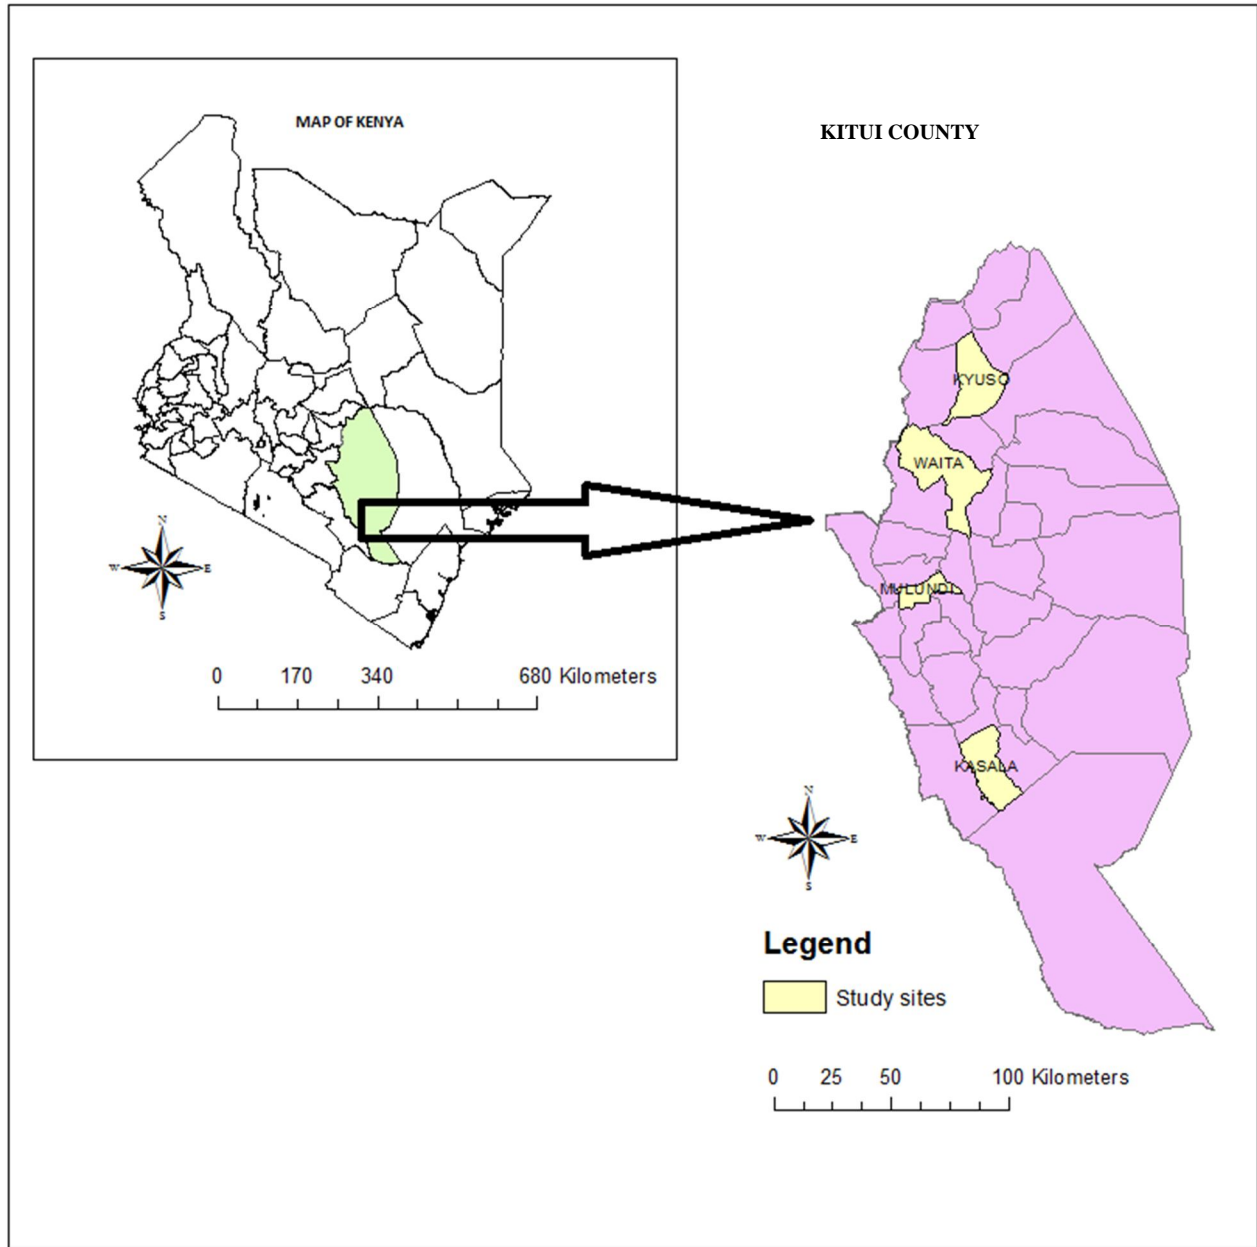 MAP OF KENYA
N
W E
S
0 170 340 680 Kilometers
KITUI COUNTY
KYUSO
WAITA
MULUNDI
KASALA
N
W E
S
Legend
Study sites
0 25 50 100 Kilometers